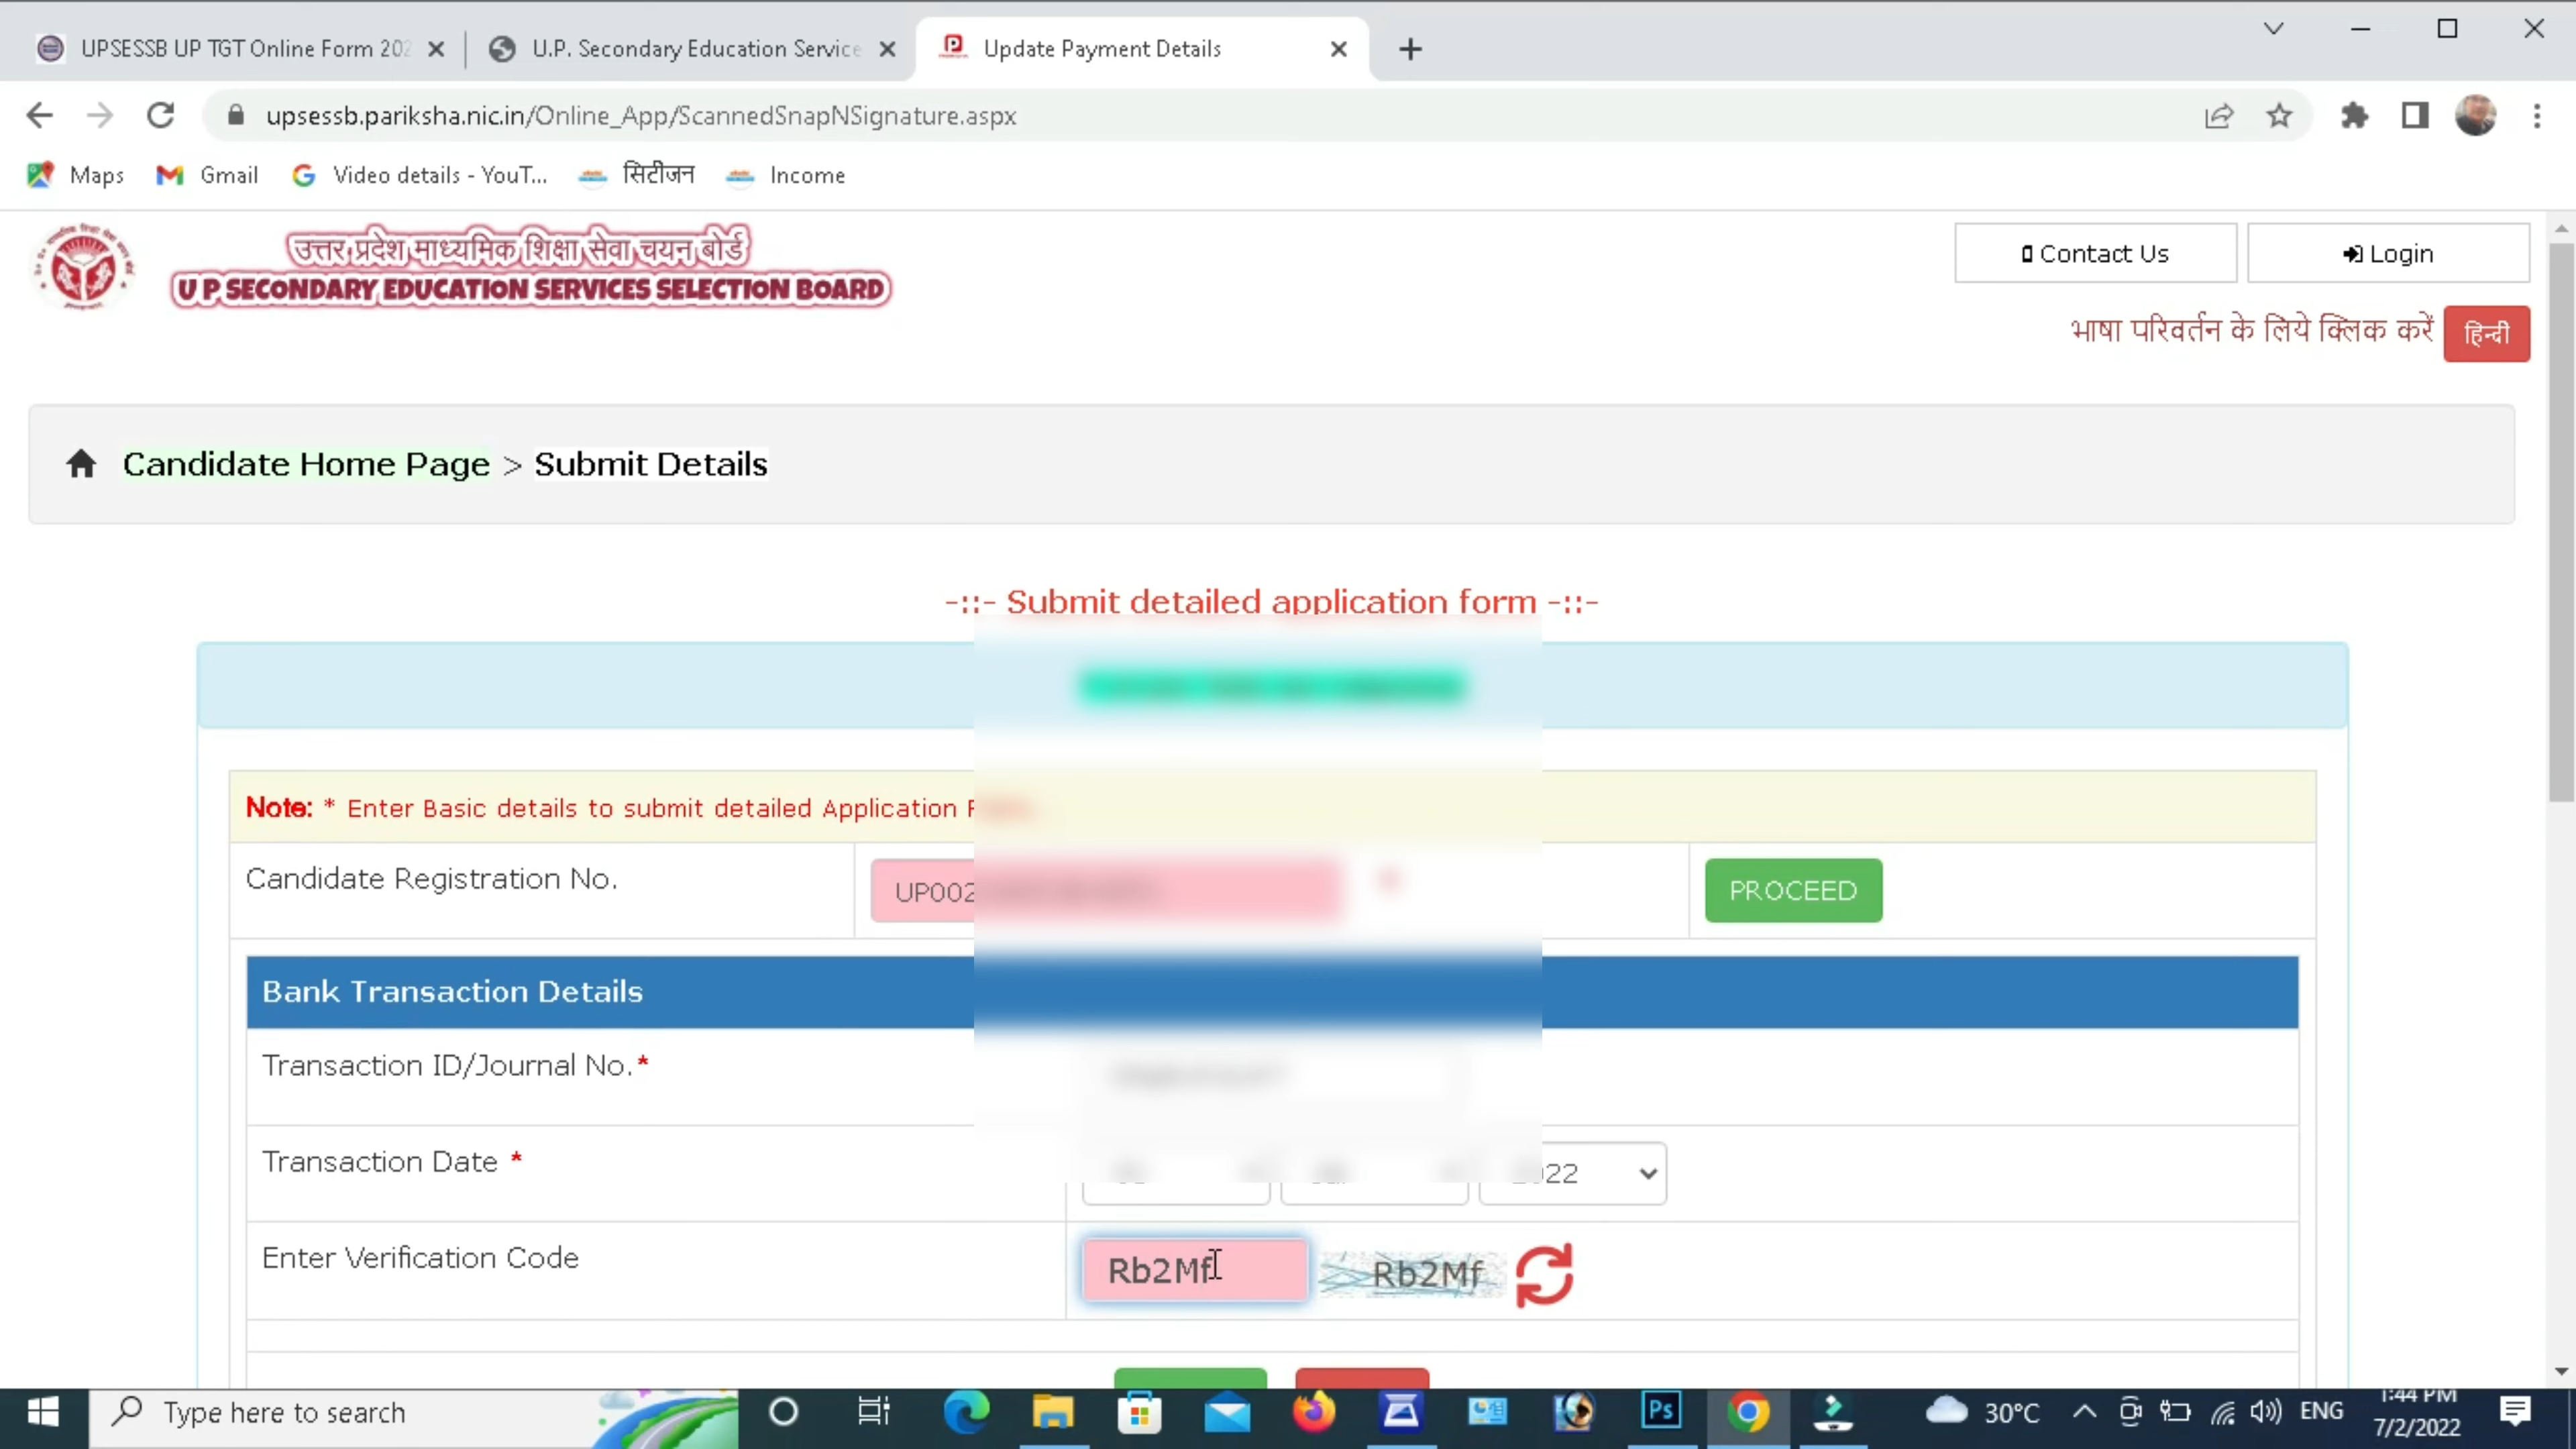 UPSESSB UP TGT Online Form 202
U.P. Secondary Education Service
Update Payment Details
upsessb.pariksha.nic.in/Online_App/ScannedSnapNSignature.aspx
Maps
Gmail
Video details - YouT...
सिटीजन
Income
उत्तर प्रदेश माध्यमिक शिक्षा सेवा चयन बोर्ड
U P SECONDARY EDUCATION SERVICES SELECTION BOARD
Contact Us
Login
भाषा परिवर्तन के लिये क्लिक करें हिन्दी
Candidate Home Page > Submit Details
-::- Submit detailed application form -::-
Note: * Enter Basic details to submit detailed Application
Candidate Registration No.
UP002
PROCEED
Bank Transaction Details
Transaction ID/Journal No.*
Transaction Date *
Enter Verification Code
Rb2Mf
Rb2Mf
Type here to search
Ps
30°C
ENG
1:44 PM
7/2/2022